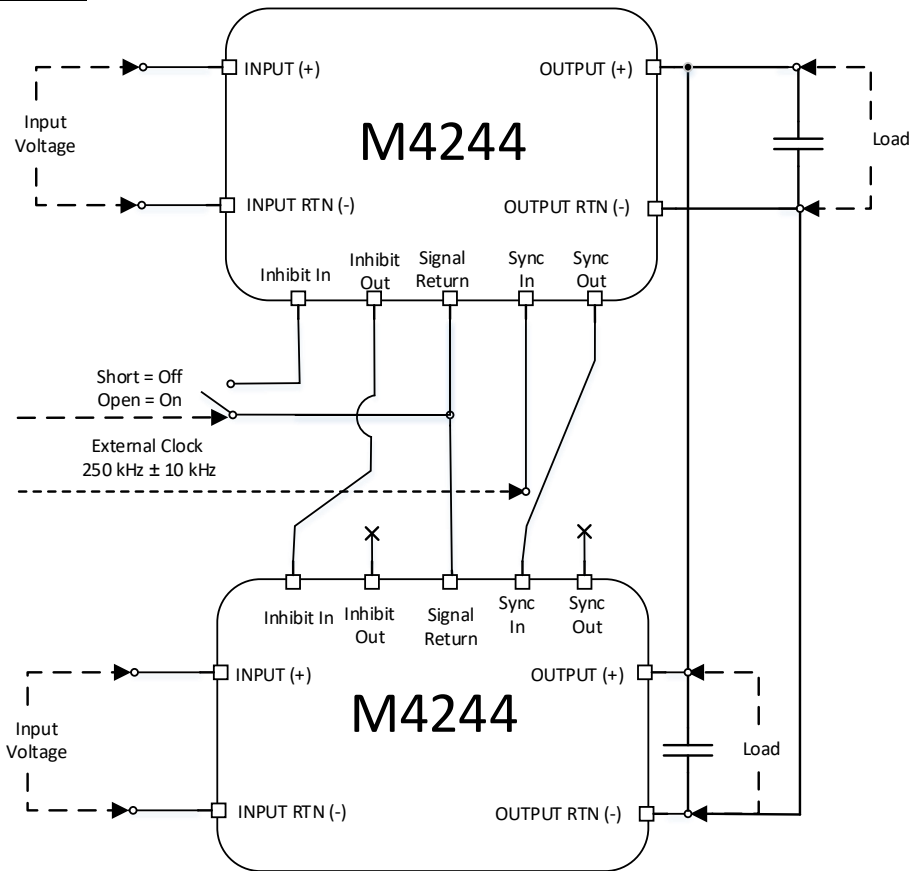 INPUT (+)
OUTPUT (+)
Input
Voltage
M4244
Load
INPUT RTN (-)
OUTPUT RTN (-)
Inhibit In
Inhibit
Out
Signal
Return
Sync
In
Sync
Out
Short = Off
Open = On
External Clock
250 kHz ± 10 kHz
Inhibit In
Inhibit
Out
Signal
Return
Sync
In
Sync
Out
INPUT (+)
OUTPUT (+)
M4244
Input
Voltage
Load
INPUT RTN (-)
OUTPUT RTN (-)